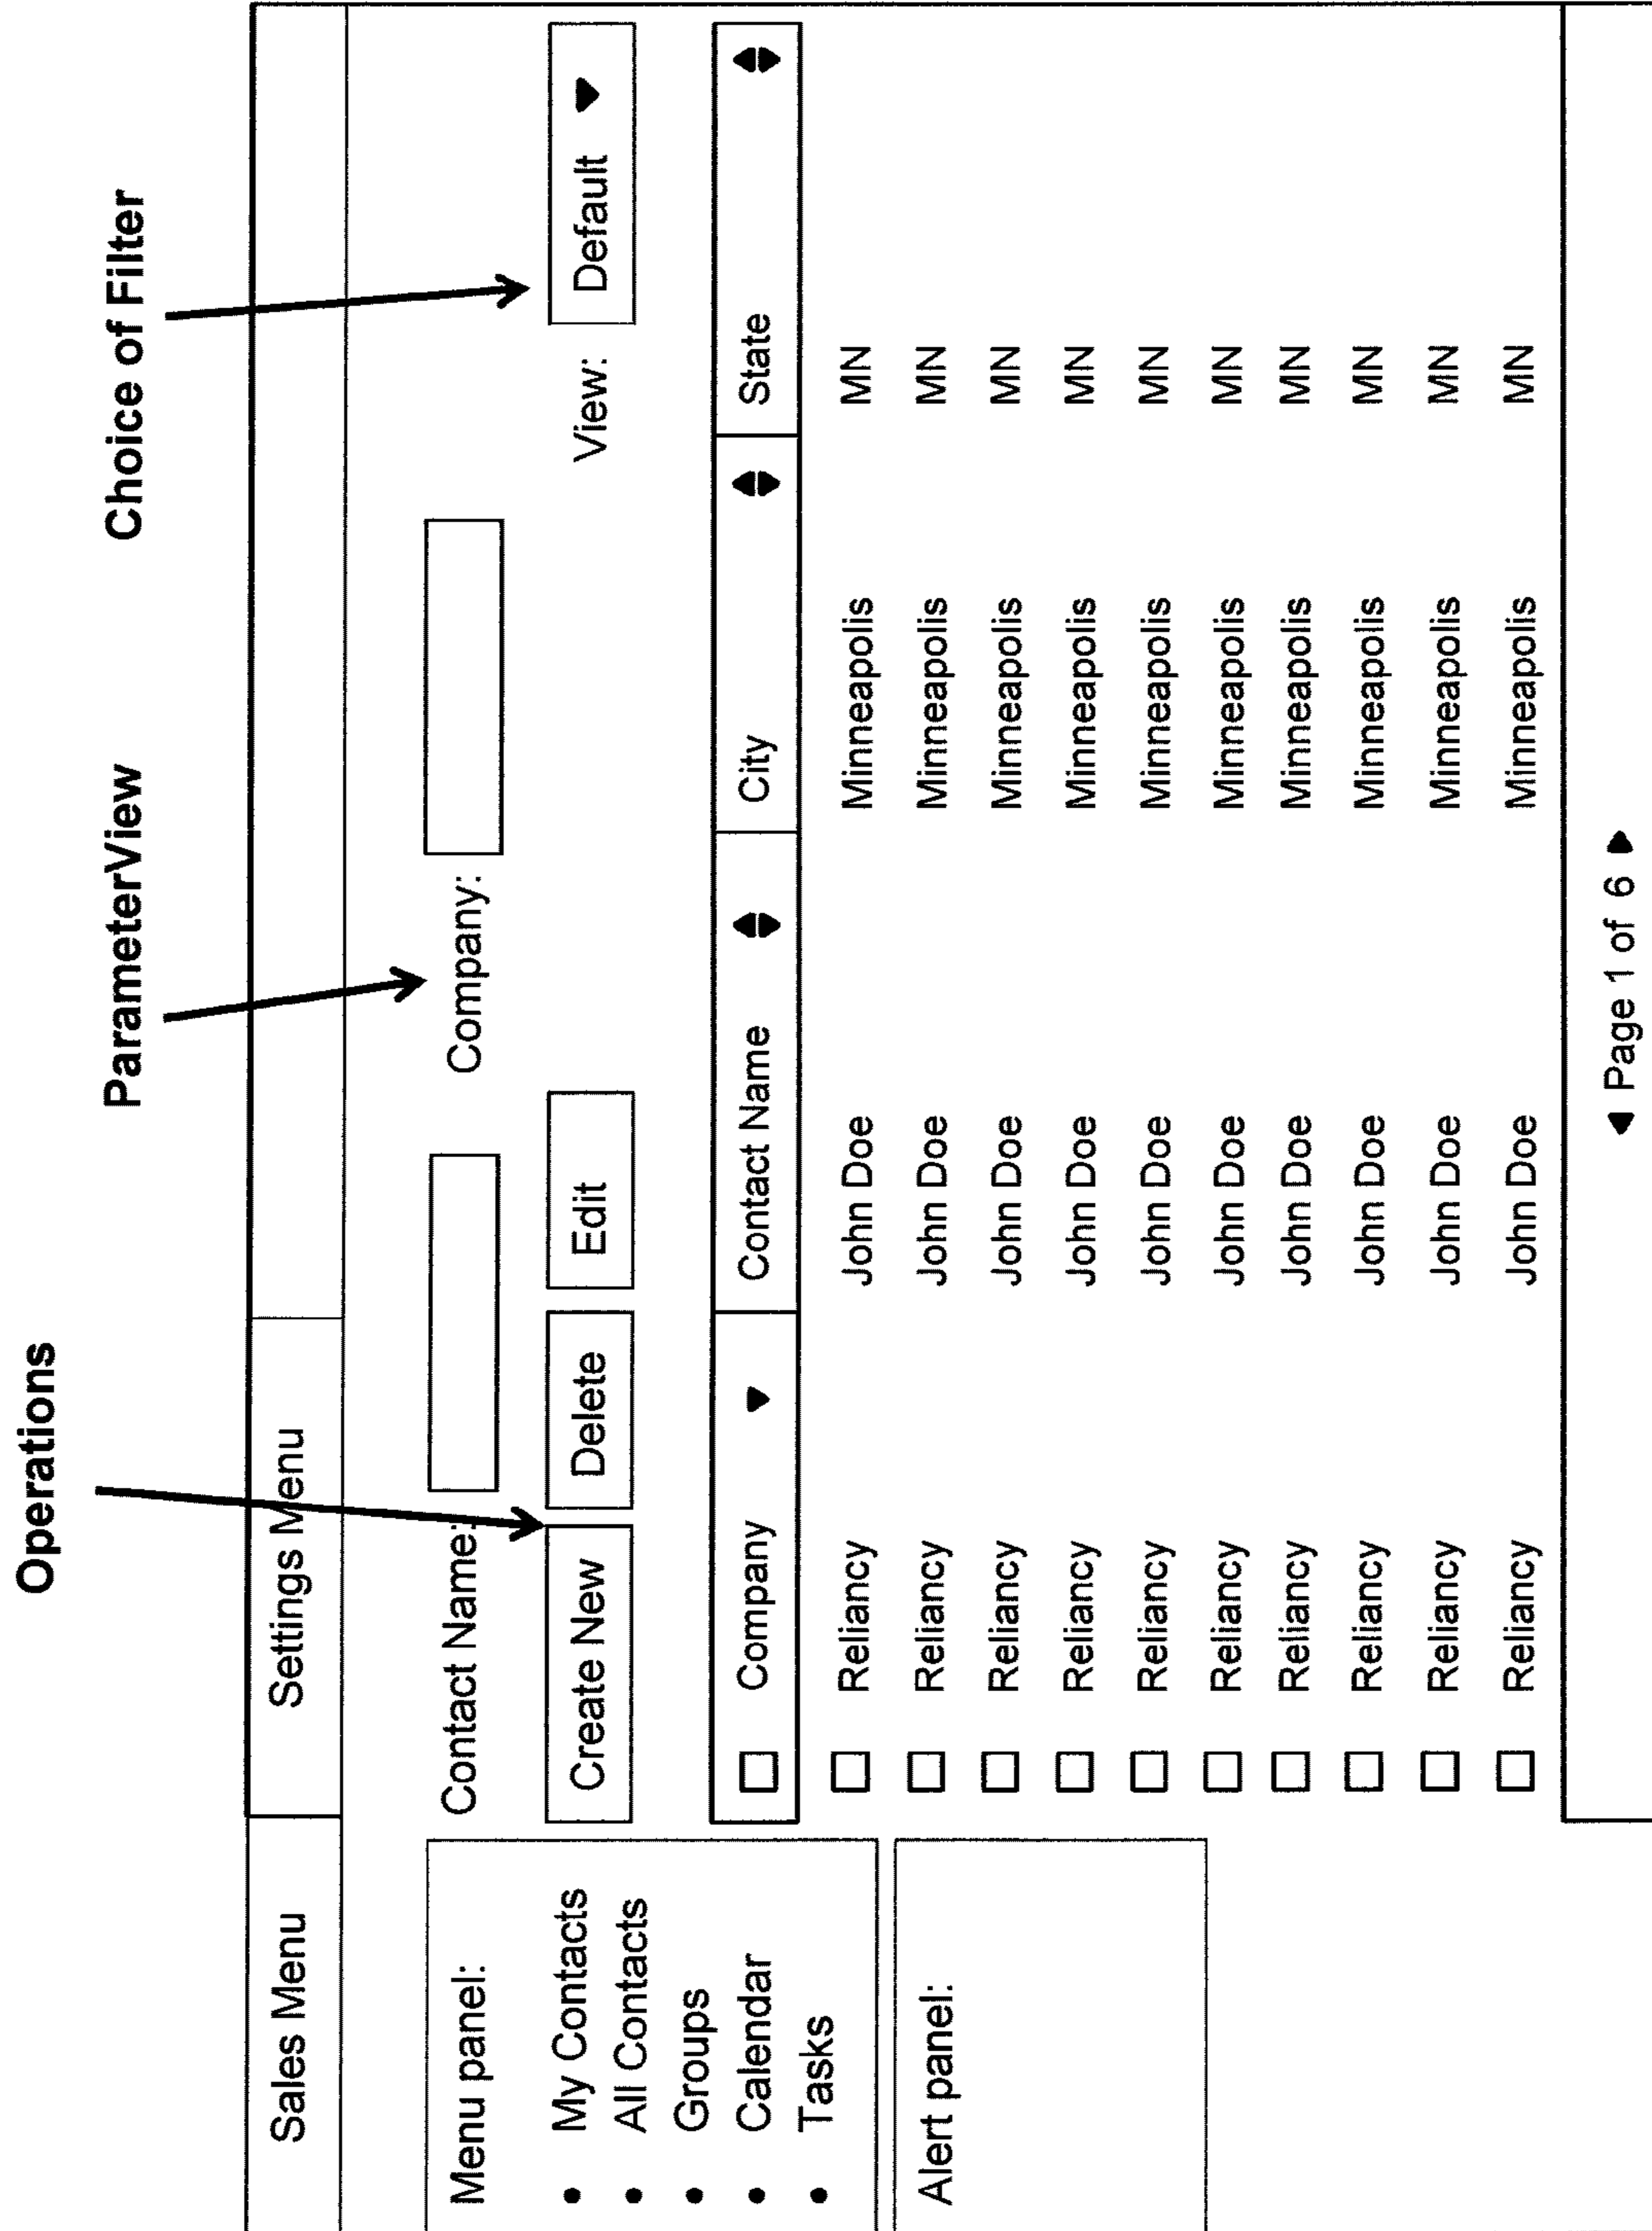 Operations
ParameterView
Choice of Filter
Sales Menu
Settings Menu
Menu panel:
• My Contacts
• All Contacts
• Groups
• Calendar
• Tasks
Alert panel:
Contact Name:
Company:
Create New
Delete
Edit
View:
Default
Company
Contact Name
City
State
Reliancy John Doe Minneapolis MN
Reliancy John Doe Minneapolis MN
Reliancy John Doe Minneapolis MN
Reliancy John Doe Minneapolis MN
Reliancy John Doe Minneapolis MN
Reliancy John Doe Minneapolis MN
Reliancy John Doe Minneapolis MN
Reliancy John Doe Minneapolis MN
Reliancy John Doe Minneapolis MN
Reliancy John Doe Minneapolis MN
Page 1 of 6